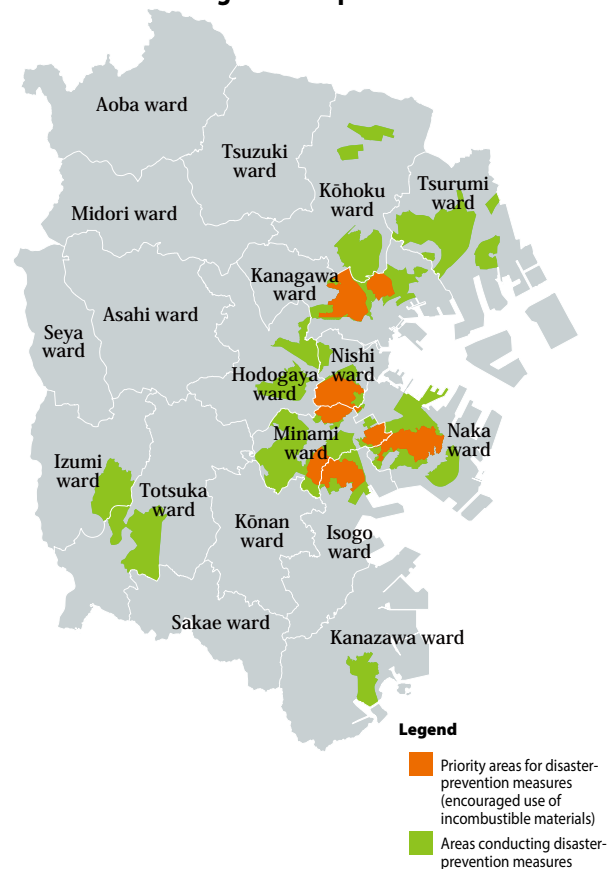 Aoba ward
Tsuzuki
ward
Kōhoku
ward
Tsurumi
ward
Midori ward
Kanagawa
ward
Asahi ward
Seya
ward
Nishi
ward
Hodogaya
ward
Minami
ward
Naka
ward
Izumi
ward
Totsuka
ward
Kōnan
ward
Isogo
ward
Sakae ward
Kanazawa ward
Legend
Priority areas for disaster-
prevention measures
(encouraged use of
incombustible materials)
Areas conducting disaster-
prevention measures